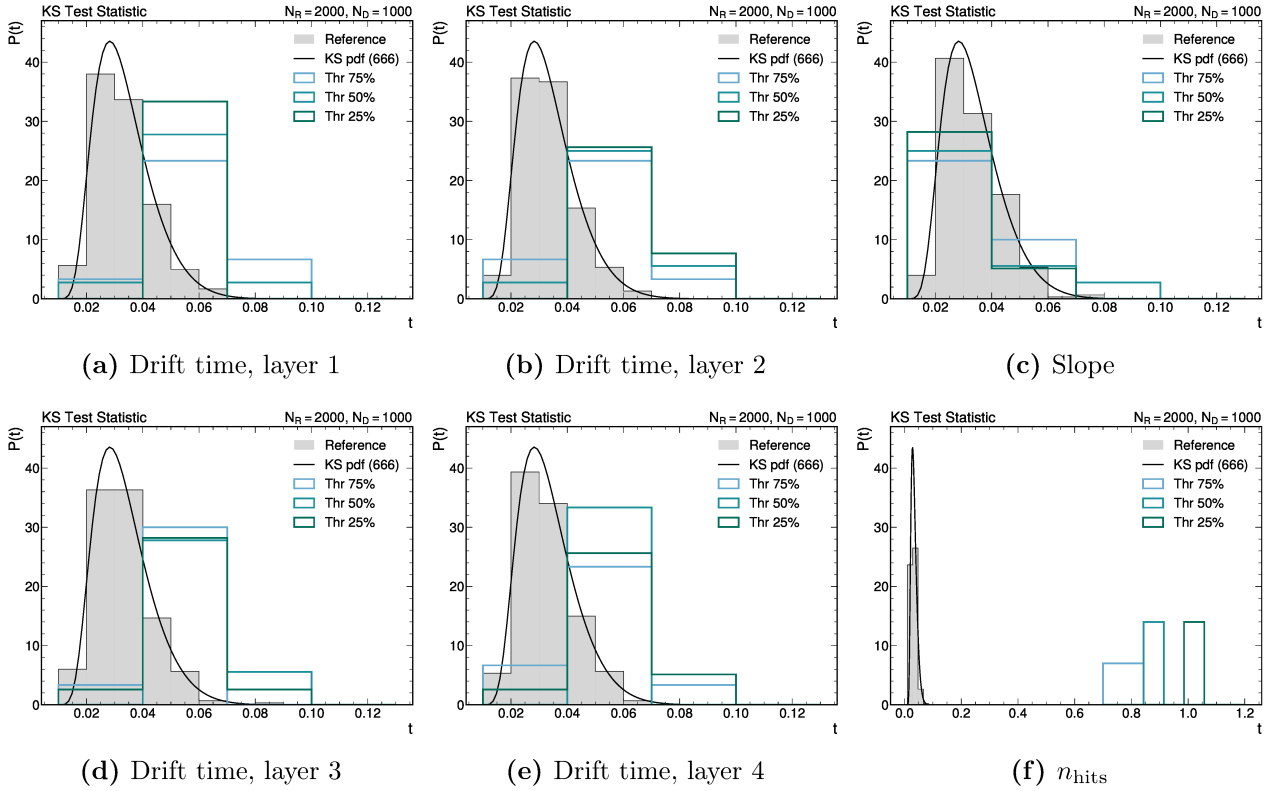 KS Test Statistic N_R = 2000, N_D = 1000
P(t)
Reference
KS pdf (666)
Thr 75%
Thr 50%
Thr 25%
40
30
20
10
0
0.02 0.04 0.06 0.08 0.10 0.12
t
(a) Drift time, layer 1
KS Test Statistic N_R = 2000, N_D = 1000
P(t)
Reference
KS pdf (666)
Thr 75%
Thr 50%
Thr 25%
40
30
20
10
0
0.02 0.04 0.06 0.08 0.10 0.12
t
(b) Drift time, layer 2
KS Test Statistic N_R = 2000, N_D = 1000
P(t)
Reference
KS pdf (666)
Thr 75%
Thr 50%
Thr 25%
40
30
20
10
0
0.02 0.04 0.06 0.08 0.10 0.12
t
(c) Slope
KS Test Statistic N_R = 2000, N_D = 1000
P(t)
Reference
KS pdf (666)
Thr 75%
Thr 50%
Thr 25%
40
30
20
10
0
0.02 0.04 0.06 0.08 0.10 0.12
t
(d) Drift time, layer 3
KS Test Statistic N_R = 2000, N_D = 1000
P(t)
Reference
KS pdf (666)
Thr 75%
Thr 50%
Thr 25%
40
30
20
10
0
0.02 0.04 0.06 0.08 0.10 0.12
t
(e) Drift time, layer 4
KS Test Statistic N_R = 2000, N_D = 1000
P(t)
Reference
KS pdf (666)
Thr 75%
Thr 50%
Thr 25%
40
30
20
10
0
0.0 0.2 0.4 0.6 0.8 1.0 1.2
t
(f) n_hits